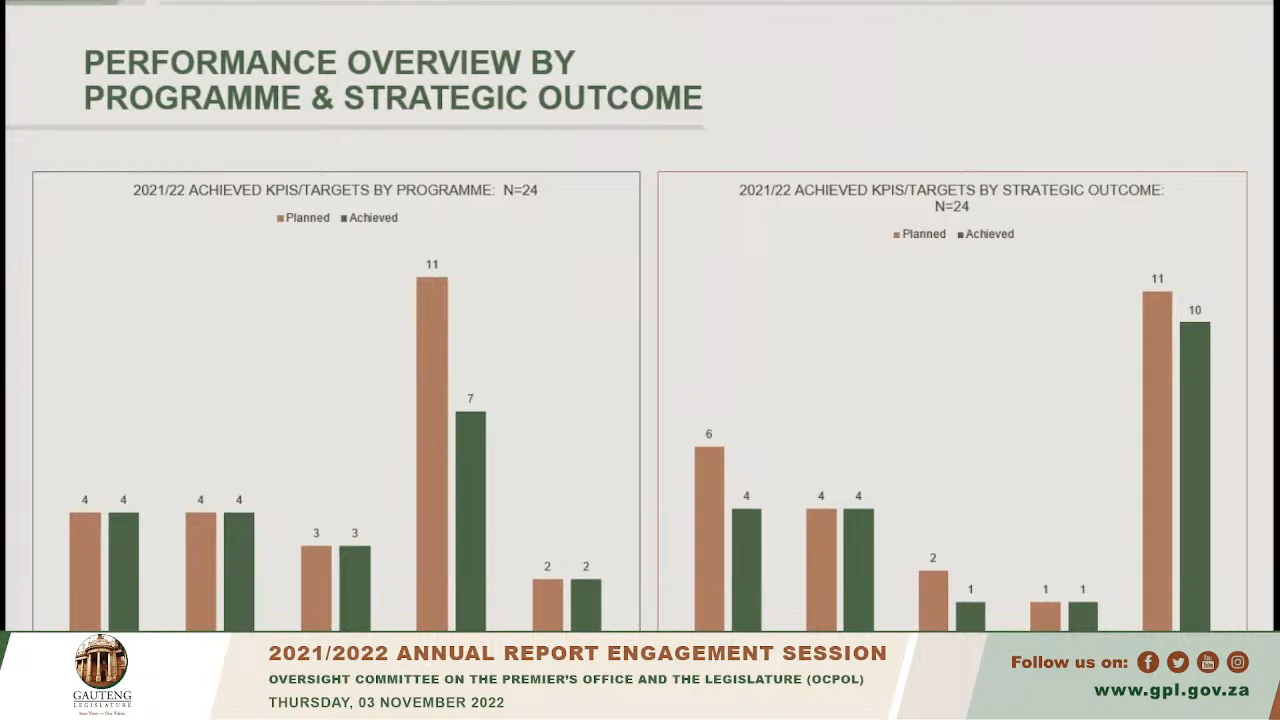 PERFORMANCE OVERVIEW BY
PROGRAMME & STRATEGIC OUTCOME
2021/22 ACHIEVED KPIS/TARGETS BY PROGRAMME: N=24
Planned Achieved
4 4 4 4 3 3 11 7 2 2
2021/22 ACHIEVED KPIS/TARGETS BY STRATEGIC OUTCOME:
N=24
Planned Achieved
6 4 4 4 2 1 1 1 11 10
GAUTENG
LEGISLATURE
Your View — Our Vision
2021/2022 ANNUAL REPORT ENGAGEMENT SESSION
OVERSIGHT COMMITTEE ON THE PREMIER'S OFFICE AND THE LEGISLATURE (OCPOL)
THURSDAY, 03 NOVEMBER 2022
Follow us on:
www.gpl.gov.za